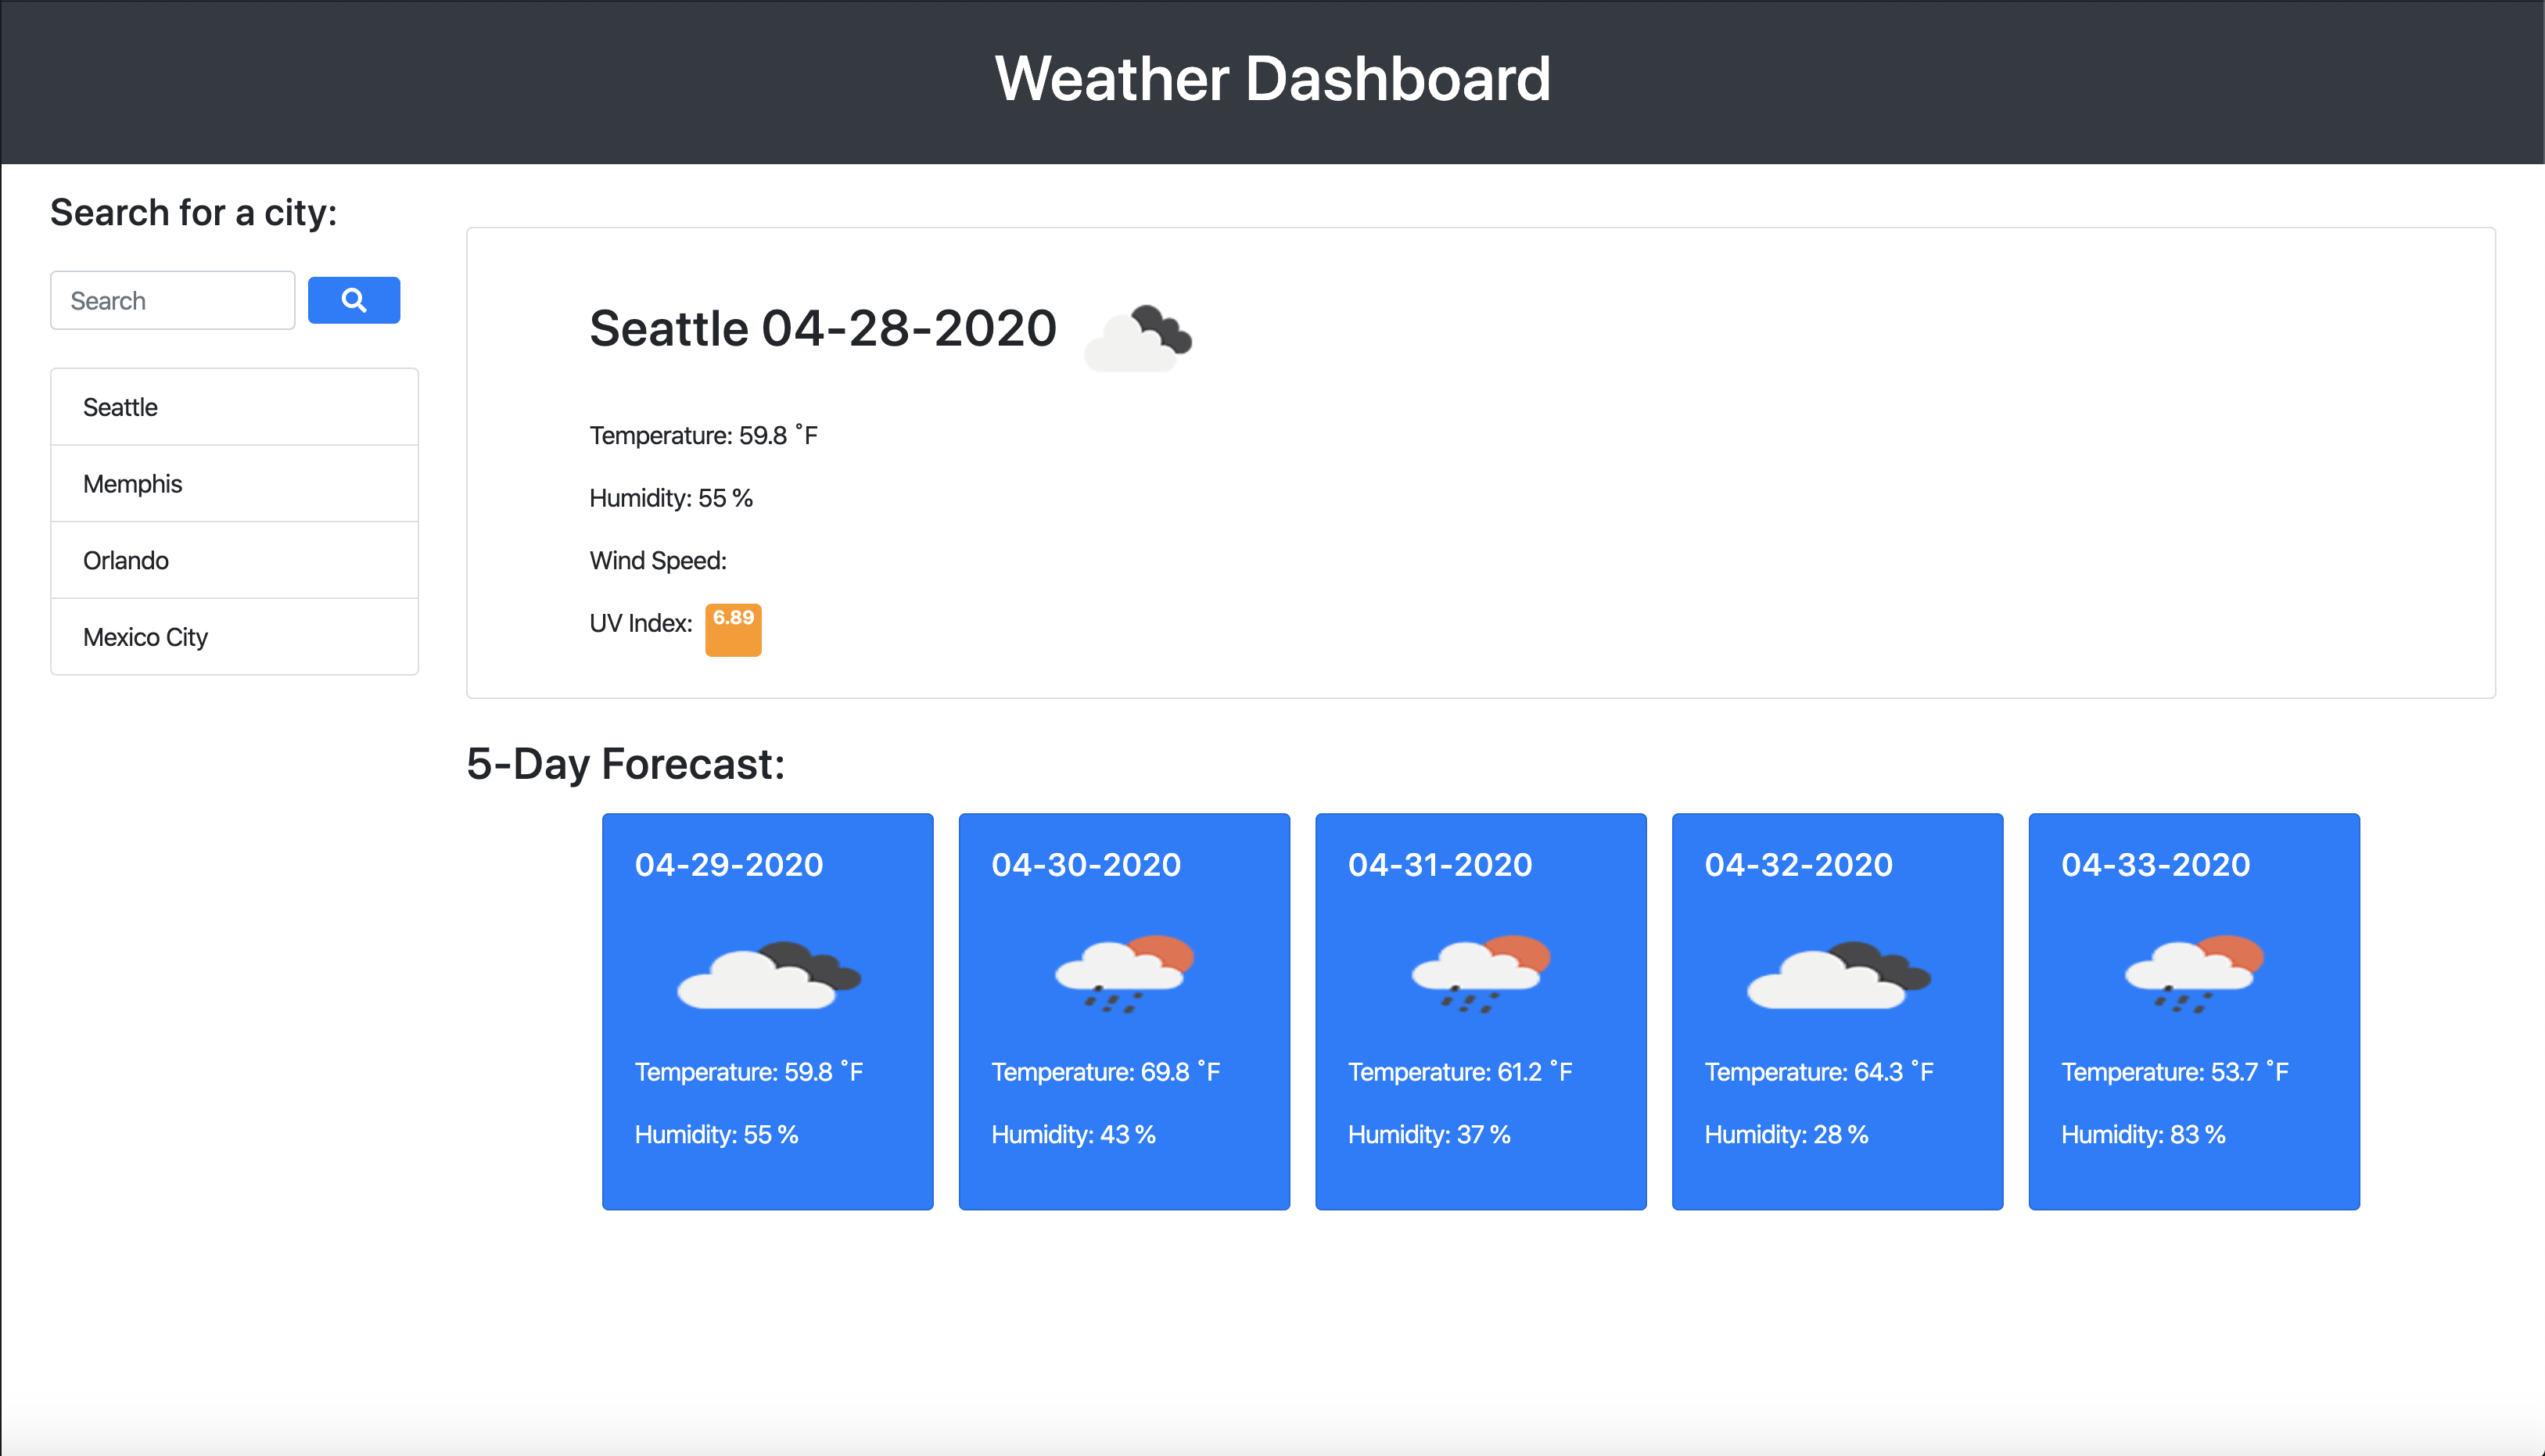 Weather Dashboard
Search for a city:
Search
Seattle
Memphis
Orlando
Mexico City
Seattle 04-28-2020
Temperature: 59.8 ˚F
Humidity: 55 %
Wind Speed:
UV Index: 6.89
5-Day Forecast:
04-29-2020
Temperature: 59.8 ˚F
Humidity: 55 %
04-30-2020
Temperature: 69.8 ˚F
Humidity: 43 %
04-31-2020
Temperature: 61.2 ˚F
Humidity: 37 %
04-32-2020
Temperature: 64.3 ˚F
Humidity: 28 %
04-33-2020
Temperature: 53.7 ˚F
Humidity: 83 %